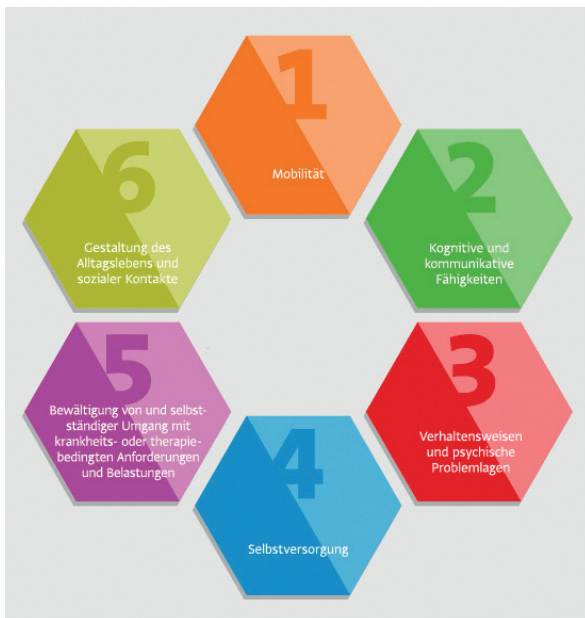 1
Mobilität
2
Kognitive und
kommunikative
Fähigkeiten
3
Verhaltensweisen
und psychische
Problemlagen
4
Selbstversorgung
5
Bewältigung von und selbst-
ständiger Umgang mit
krankheits- oder therapie-
bedingten Anforderungen
und Belastungen
6
Gestaltung des
Alltagslebens und
sozialer Kontakte